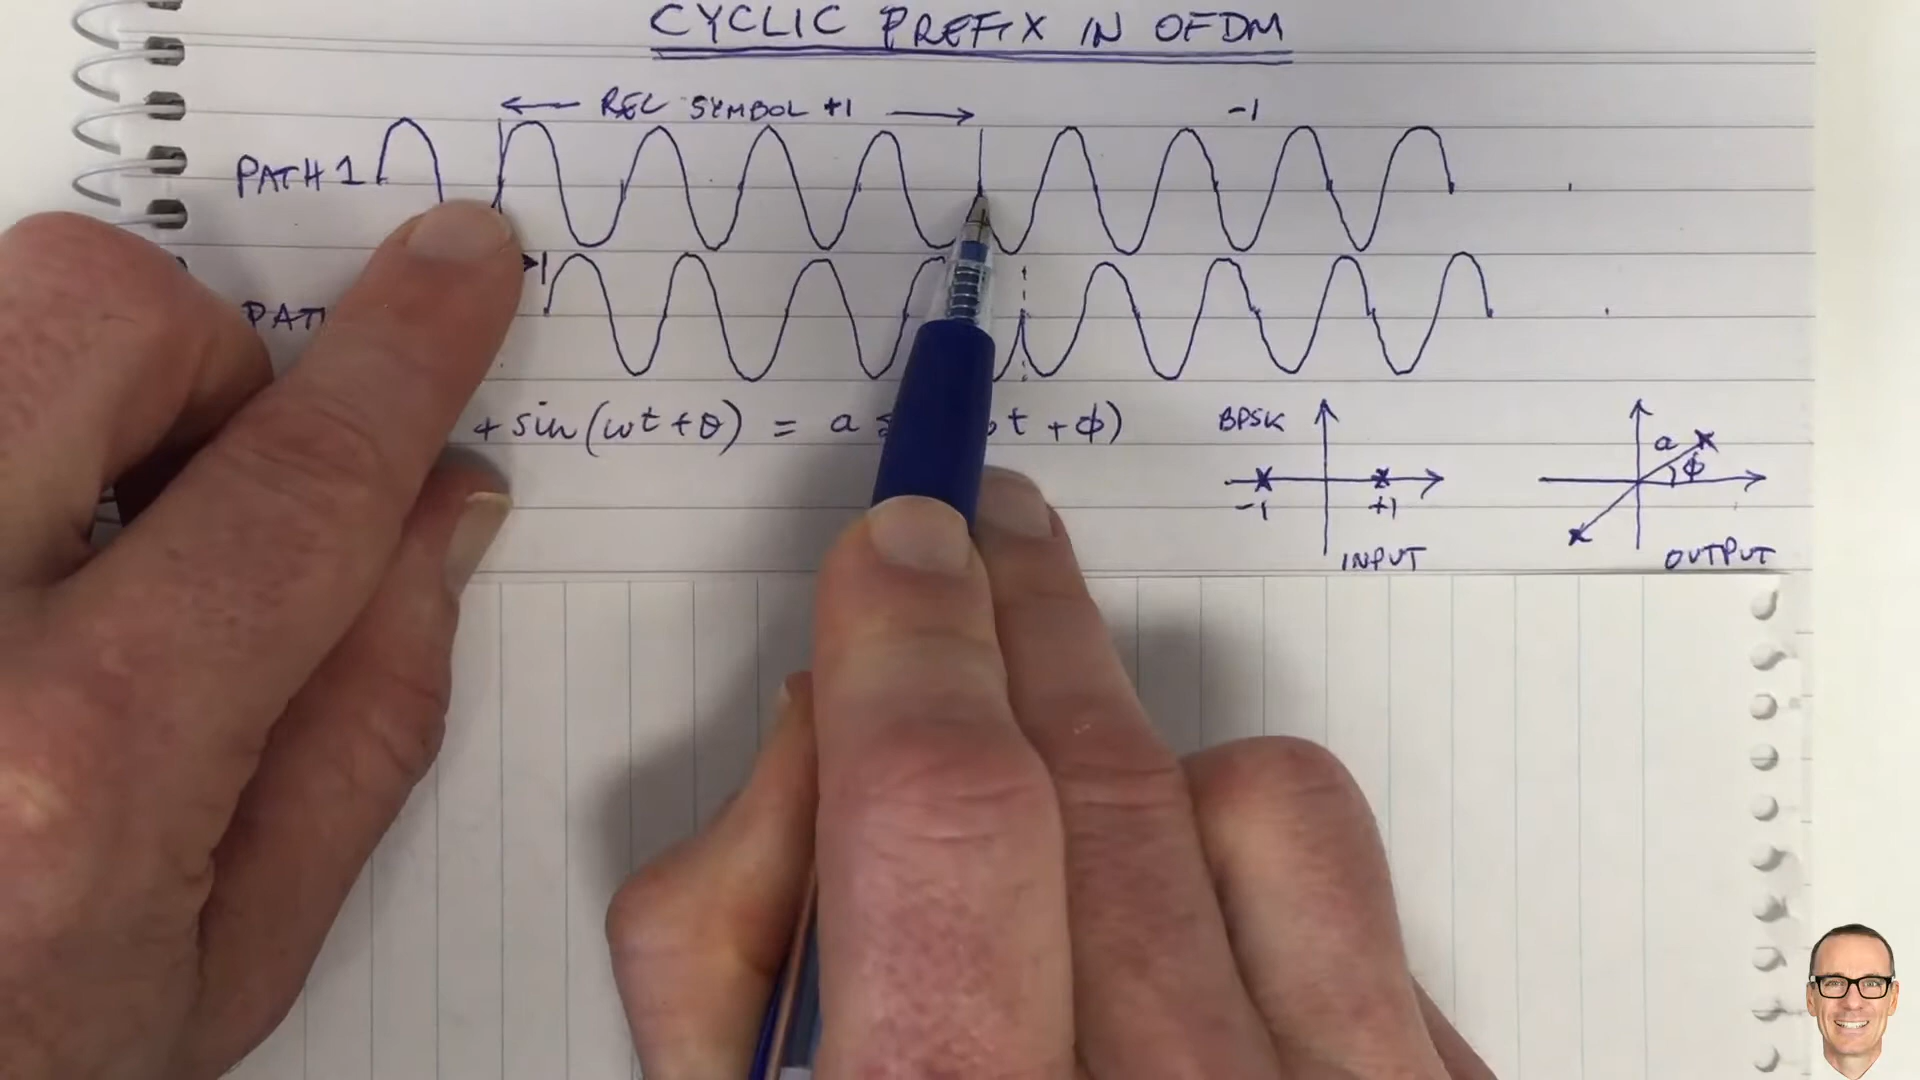 CYCLIC PREFIX IN OFDM
← REC SYMBOL +1 → -1
PATH 1
+ sin(ωt + θ) = a t + ϕ)
BPSK
a
ϕ
-1 +1
INPUT OUTPUT